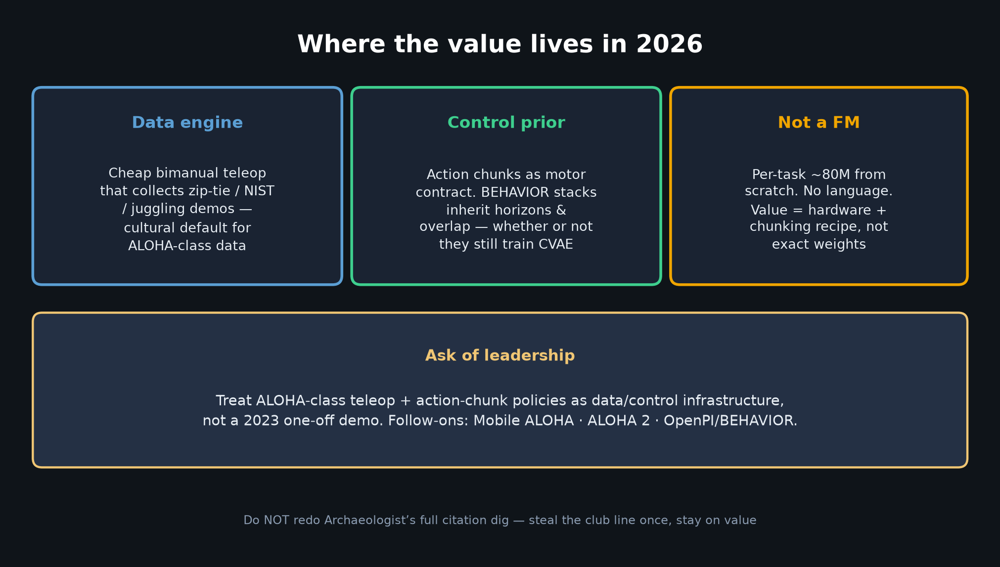 Where the value lives in 2026
Data engine
Cheap bimanual teleop
that collects zip-tie / NIST
/ juggling demos —
cultural default for
ALOHA-class data
Control prior
Action chunks as motor
contract. BEHAVIOR stacks
inherit horizons &
overlap — whether or not
they still train CVAE
Not a FM
Per-task ~80M from
scratch. No language.
Value = hardware +
chunking recipe, not
exact weights
Ask of leadership
Treat ALOHA-class teleop + action-chunk policies as data/control infrastructure,
not a 2023 one-off demo. Follow-ons: Mobile ALOHA · ALOHA 2 · OpenPI/BEHAVIOR.
Do NOT redo Archaeologist’s full citation dig — steal the club line once, stay on value